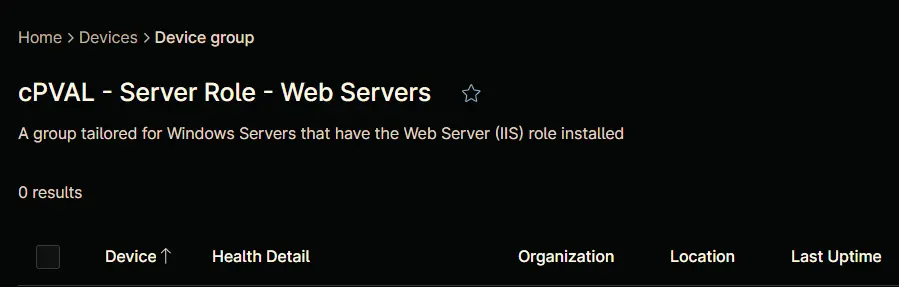 Home > Devices > Device group
cPVAL - Server Role - Web Servers
A group tailored for Windows Servers that have the Web Server (IIS) role installed
0 results
Device ↑ Health Detail Organization Location Last Uptime